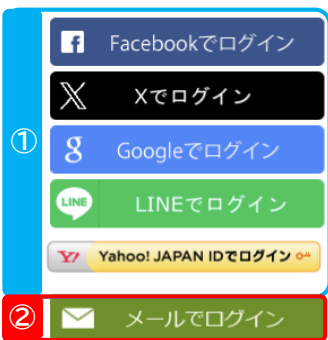 ①
f Facebookでログイン
X Xでログイン
g Googleでログイン
LINE LINEでログイン
Y! Yahoo! JAPAN IDでログイン
② メールでログイン